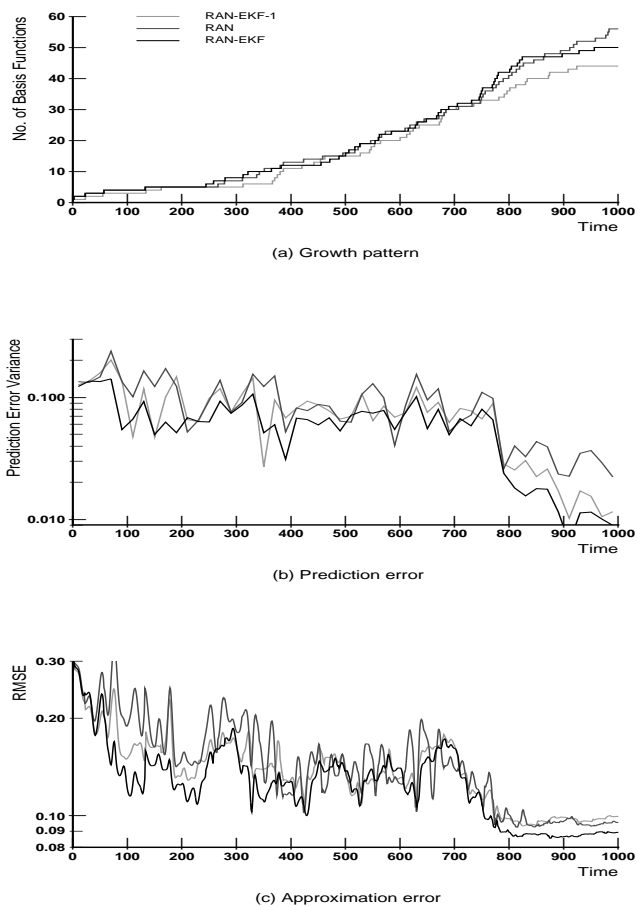 RAN-EKF-1
RAN
RAN-EKF
No. of Basis Functions
60
50
40
30
20
10
0
0 100 200 300 400 500 600 700 800 900 1000
Time
(a) Growth pattern
Prediction Error Variance
0.100
0.010
0 100 200 300 400 500 600 700 800 900 1000
Time
(b) Prediction error
RMSE
0.30
0.20
0.10
0.09
0.08
0 100 200 300 400 500 600 700 800 900 1000
Time
(c) Approximation error